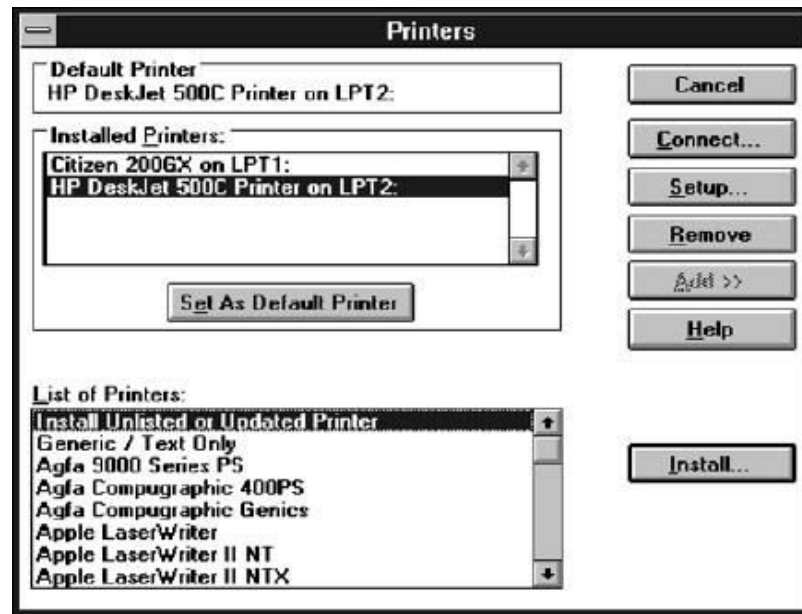 Printers
Default Printer
HP DeskJet 500C Printer on LPT2:
Installed Printers:
Citizen 200GX on LPT1:
HP DeskJet 500C Printer on LPT2:
Set As Default Printer
Cancel
Connect...
Setup...
Remove
Add >>
Help
List of Printers:
Install Unlisted or Updated Printer
Generic / Text Only
Agfa 9000 Series PS
Agfa Compugraphic 400PS
Agfa Compugraphic Genics
Apple LaserWriter
Apple LaserWriter II NT
Apple LaserWriter II NTX
Install...